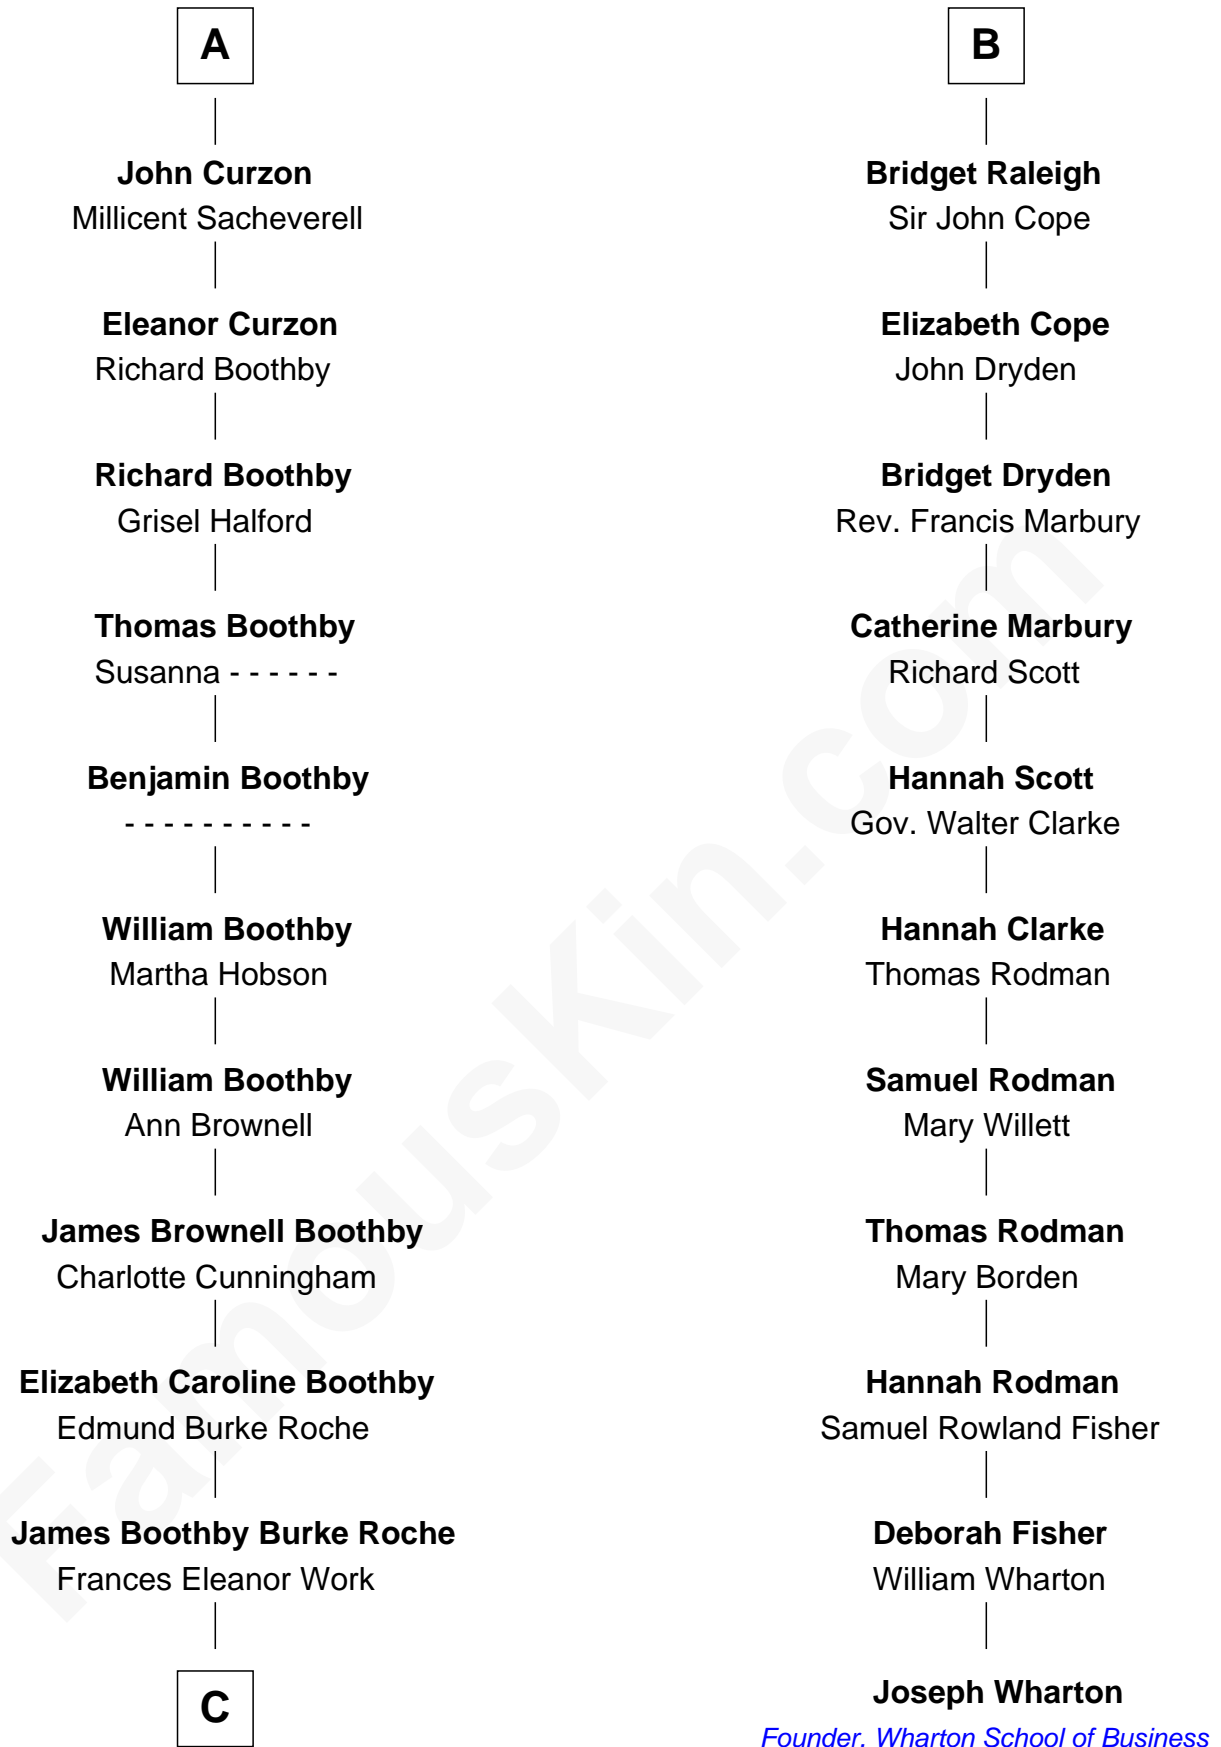 A
John Curzon
Millicent Sacheverell
Eleanor Curzon
Richard Boothby
Richard Boothby
Grisel Halford
Thomas Boothby
Susanna - - - - - -
Benjamin Boothby
- - - - - - - - - -
William Boothby
Martha Hobson
William Boothby
Ann Brownell
James Brownell Boothby
Charlotte Cunningham
Elizabeth Caroline Boothby
Edmund Burke Roche
James Boothby Burke Roche
Frances Eleanor Work
C
B
Bridget Raleigh
Sir John Cope
Elizabeth Cope
John Dryden
Bridget Dryden
Rev. Francis Marbury
Catherine Marbury
Richard Scott
Hannah Scott
Gov. Walter Clarke
Hannah Clarke
Thomas Rodman
Samuel Rodman
Mary Willett
Thomas Rodman
Mary Borden
Hannah Rodman
Samuel Rowland Fisher
Deborah Fisher
William Wharton
Joseph Wharton
Founder, Wharton School of Business
FamousKin.com